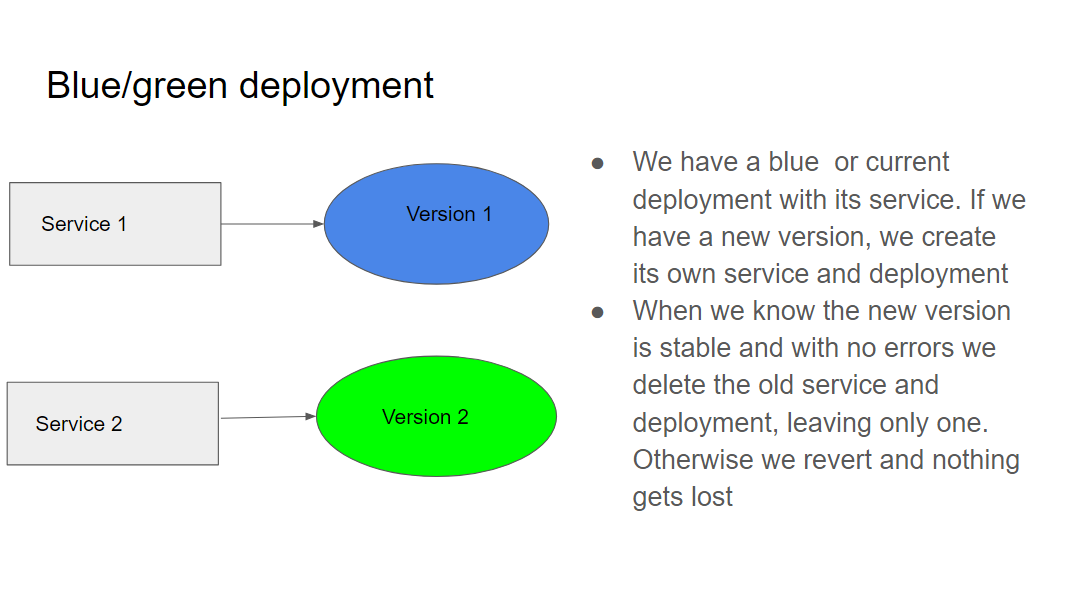 Blue/green deployment
Service 1
Version 1
Service 2
Version 2
● We have a blue  or current
deployment with its service. If we
have a new version, we create
its own service and deployment
● When we know the new version
is stable and with no errors we
delete the old service and
deployment, leaving only one.
Otherwise we revert and nothing
gets lost